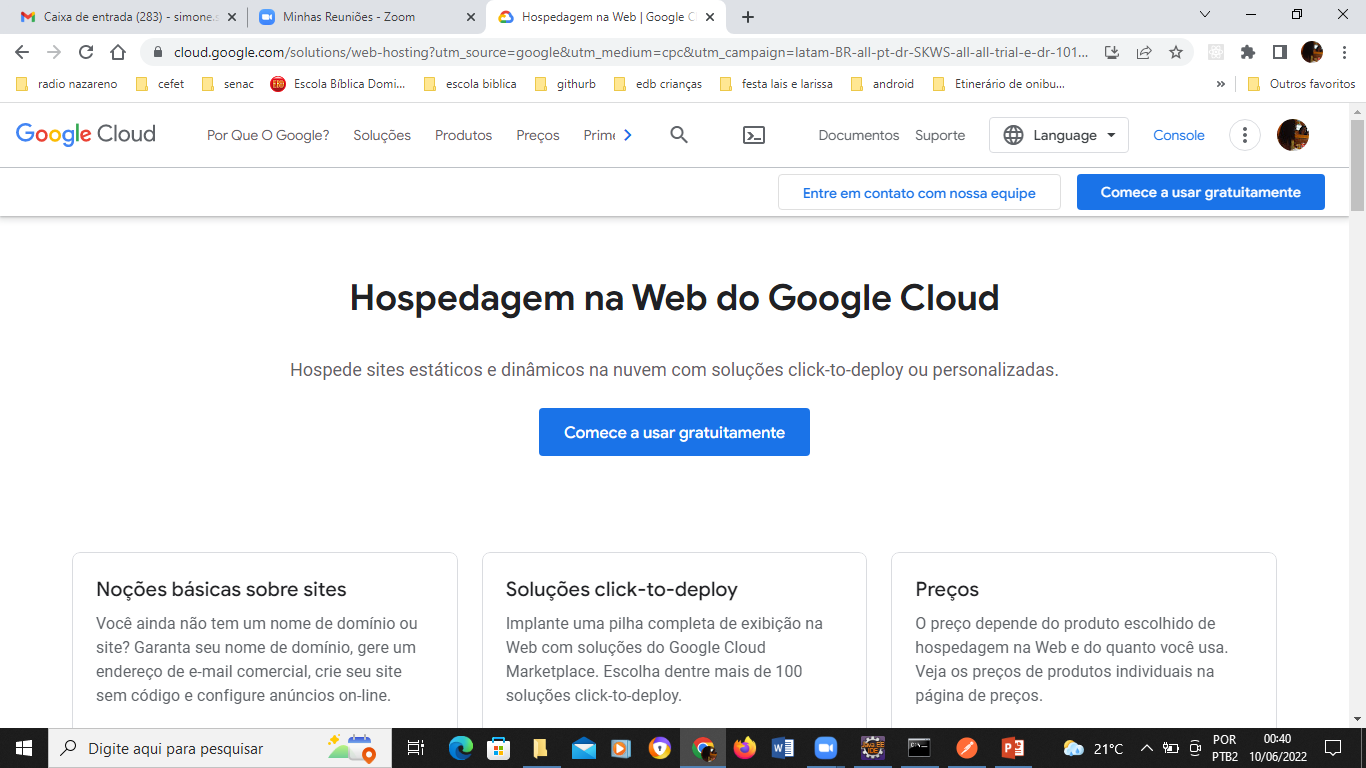 Caixa de entrada (283) - simone.s
Minhas Reuniões - Zoom
Hospedagem na Web | Google Cl
cloud.google.com/solutions/web-hosting?utm_source=google&utm_medium=cpc&utm_campaign=latam-BR-all-pt-dr-SKWS-all-all-trial-e-dr-101...
radio nazareno
cefet
senac
Escola Bíblica Domi...
escola biblica
githurb
edb crianças
festa lais e larissa
android
Etinerário de onibu...
»
Outros favoritos
Google Cloud
Por Que O Google?
Soluções
Produtos
Preços
Prime
Documentos
Suporte
Language
Console
Entre em contato com nossa equipe
Comece a usar gratuitamente
Hospedagem na Web do Google Cloud
Hospede sites estáticos e dinâmicos na nuvem com soluções click-to-deploy ou personalizadas.
Comece a usar gratuitamente
Noções básicas sobre sites
Você ainda não tem um nome de domínio ou
site? Garanta seu nome de domínio, gere um
endereço de e-mail comercial, crie seu site
sem código e configure anúncios on-line.
Soluções click-to-deploy
Implante uma pilha completa de exibição na
Web com soluções do Google Cloud
Marketplace. Escolha dentre mais de 100
soluções click-to-deploy.
Preços
O preço depende do produto escolhido de
hospedagem na Web e do quanto você usa.
Veja os preços de produtos individuais na
página de preços.
Digite aqui para pesquisar
21°C
POR
PTB2
00:40
10/06/2022